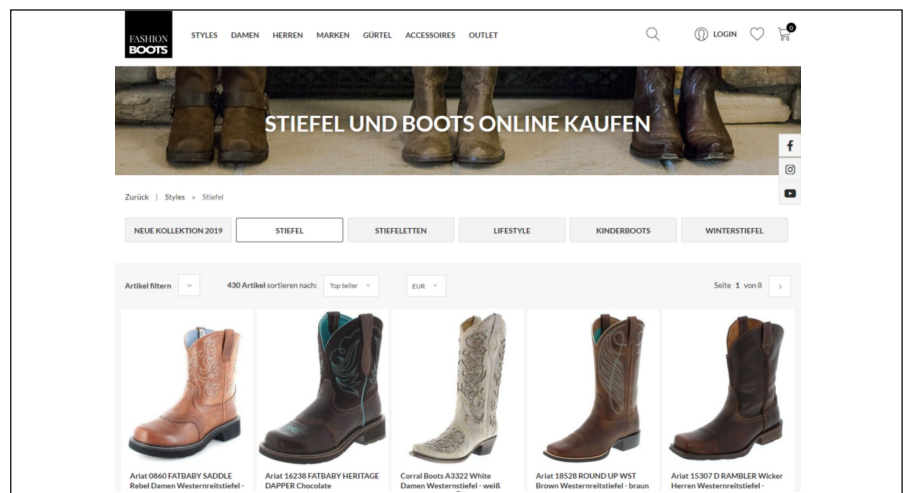 FASHION
BOOTS
STYLES DAMEN HERREN MARKEN GÜRTEL ACCESSOIRES OUTLET
LOGIN
0
STIEFEL UND BOOTS ONLINE KAUFEN
Zurück | Styles » Stiefel
NEUE KOLLEKTION 2019 STIEFEL STIEFELETTEN LIFESTYLE KINDERBOOTS WINTERSTIEFEL
Artikel filtern 430 Artikel sortieren nach: Top Seller EUR Seite 1 von 8
Ariat 0860 FATBABY SADDLE
Rebel Damen Westernreitstiefel -
Ariat 16238 FATBABY HERITAGE
DAPPER Chocolate
Corral Boots A3322 White
Damen Westernstiefel - weiß
Ariat 18528 ROUND UP WST
Brown Westernreitstiefel - braun
Ariat 15307 D RAMBLER Wicker
Herren Westernreitstiefel -